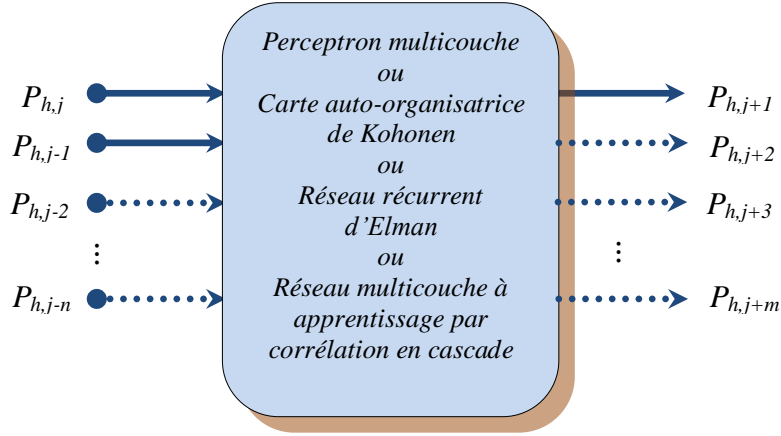 P_{h,j}
P_{h,j-1}
P_{h,j-2}
⋮
P_{h,j-n}
Perceptron multicouche
ou
Carte auto-organisatrice
de Kohonen
ou
Réseau récurrent
d’Elman
ou
Réseau multicouche à
apprentissage par
corrélation en cascade
P_{h,j+1}
P_{h,j+2}
P_{h,j+3}
⋮
P_{h,j+m}